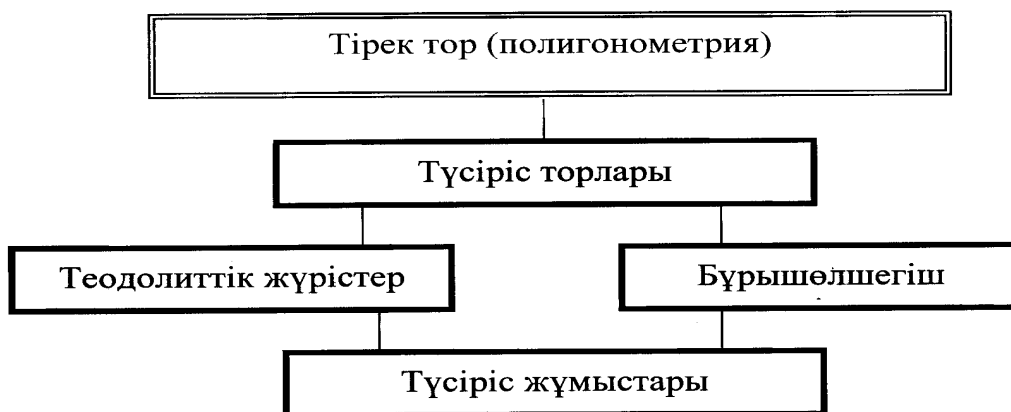 Тірек тор (полигонометрия)
Түсіріс торлары
Теодолиттік жүрістер
Бұрышөлшегіш
Түсіріс жұмыстары